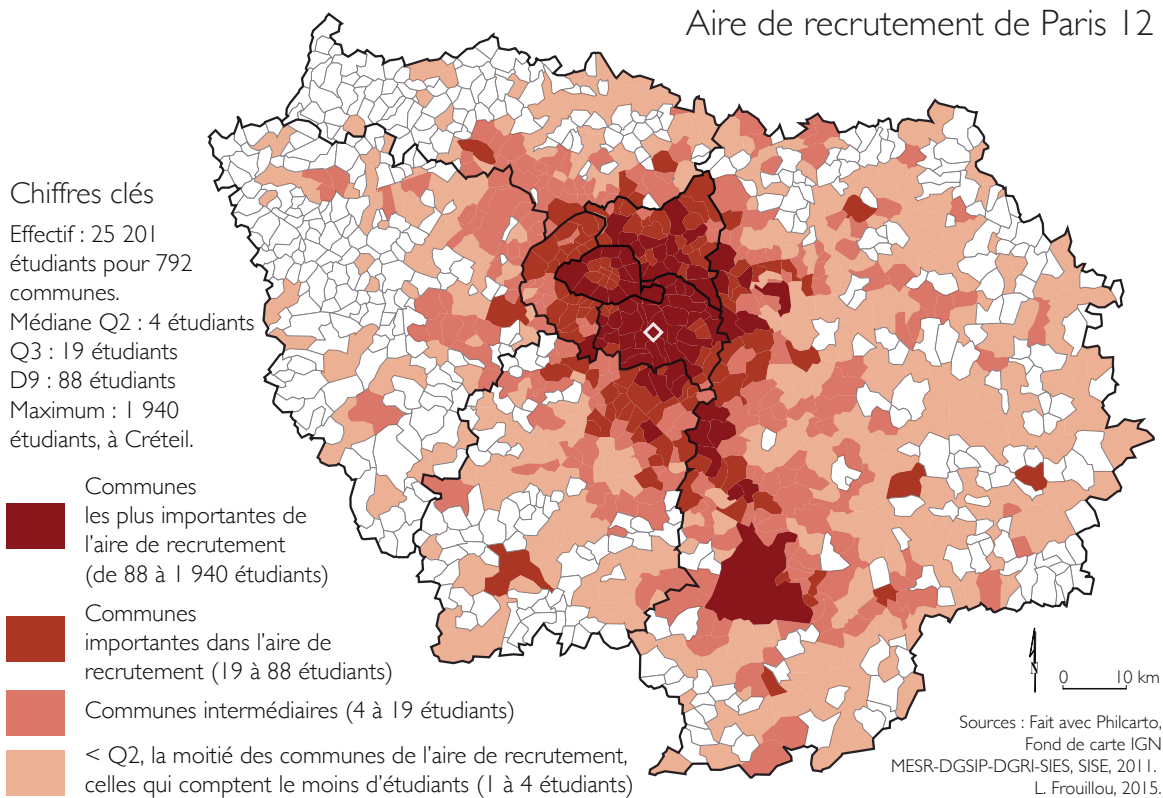 Aire de recrutement de Paris 12
Chiffres clés
Effectif : 25 201
étudiants pour 792
communes.
Médiane Q2 : 4 étudiants
Q3 : 19 étudiants
D9 : 88 étudiants
Maximum : 1 940
étudiants, à Créteil.
Communes
les plus importantes de
l'aire de recrutement
(de 88 à 1 940 étudiants)
Communes
importantes dans l'aire de
recrutement (19 à 88 étudiants)
Communes intermédiaires (4 à 19 étudiants)
< Q2, la moitié des communes de l'aire de recrutement,
celles qui comptent le moins d'étudiants (1 à 4 étudiants)
N
0 10 km
Sources : Fait avec Philcarto,
Fond de carte IGN
MESR-DGSIP-DGRI-SIES, SISE, 2011.
L. Frouillou, 2015.